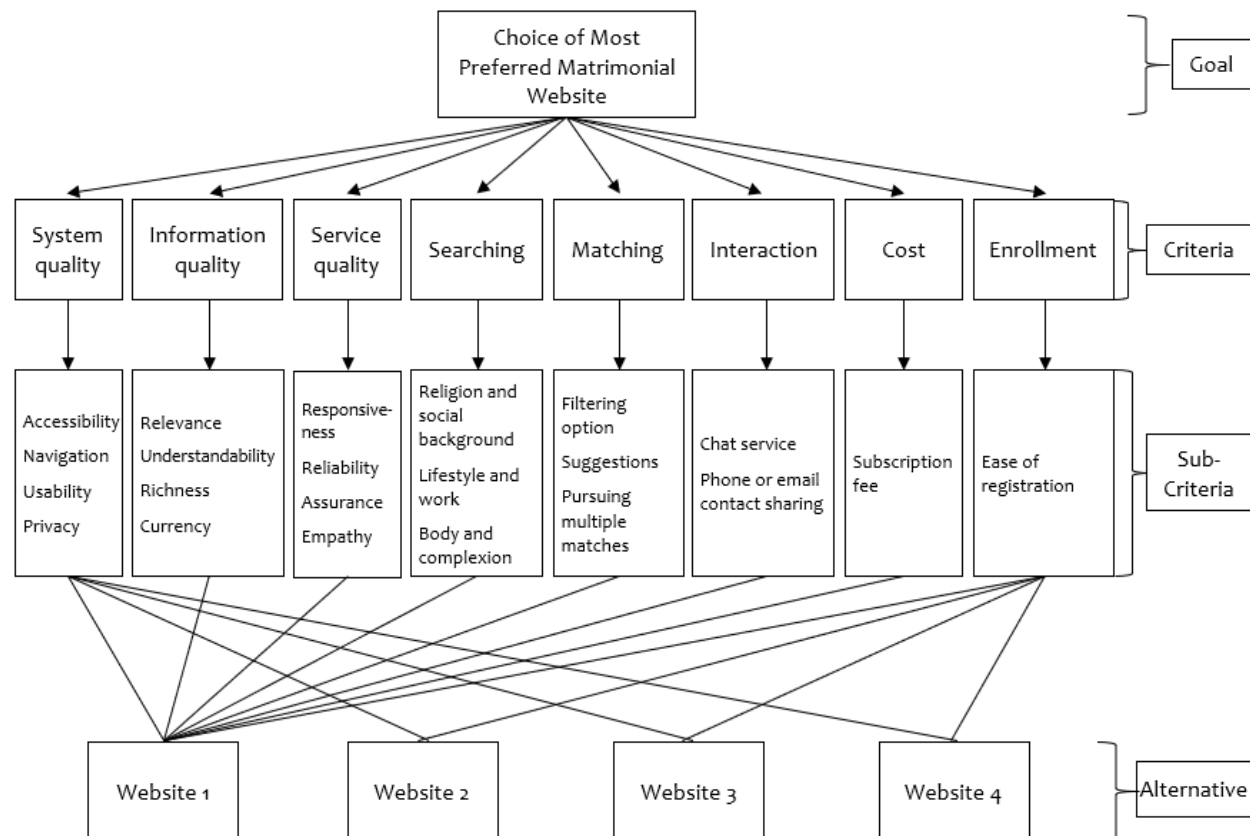 Choice of Most
Preferred Matrimonial
Website
Goal
System
quality
Information
quality
Service
quality
Searching
Matching
Interaction
Cost
Enrollment
Criteria
Accessibility
Navigation
Usability
Privacy
Relevance
Understandability
Richness
Currency
Responsive-
ness
Reliability
Assurance
Empathy
Religion and
social
background
Lifestyle and
work
Body and
complexion
Filtering
option
Suggestions
Pursuing
multiple
matches
Chat service
Phone or email
contact sharing
Subscription
fee
Ease of
registration
Sub-
Criteria
Website 1
Website 2
Website 3
Website 4
Alternative